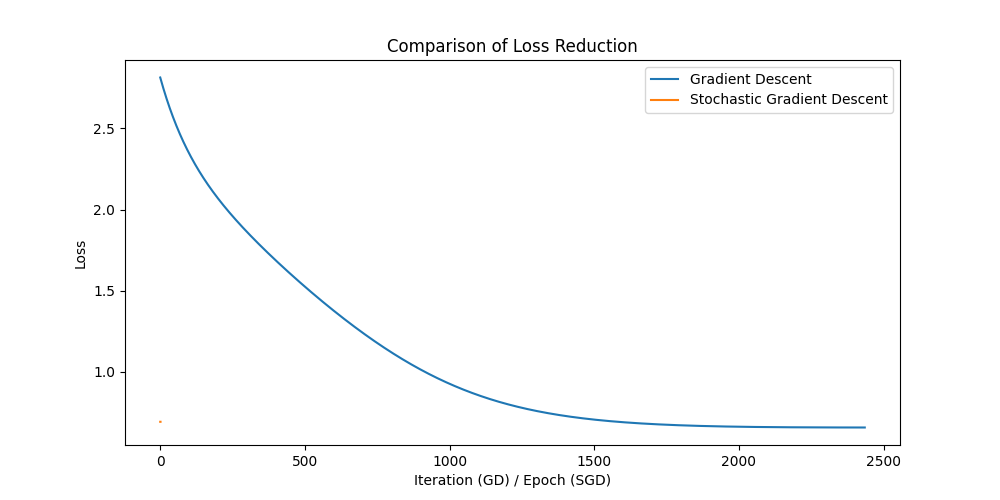 Comparison of Loss Reduction
Gradient Descent
Stochastic Gradient Descent
Loss
2.5
2.0
1.5
1.0
0
500
1000
1500
2000
2500
Iteration (GD) / Epoch (SGD)